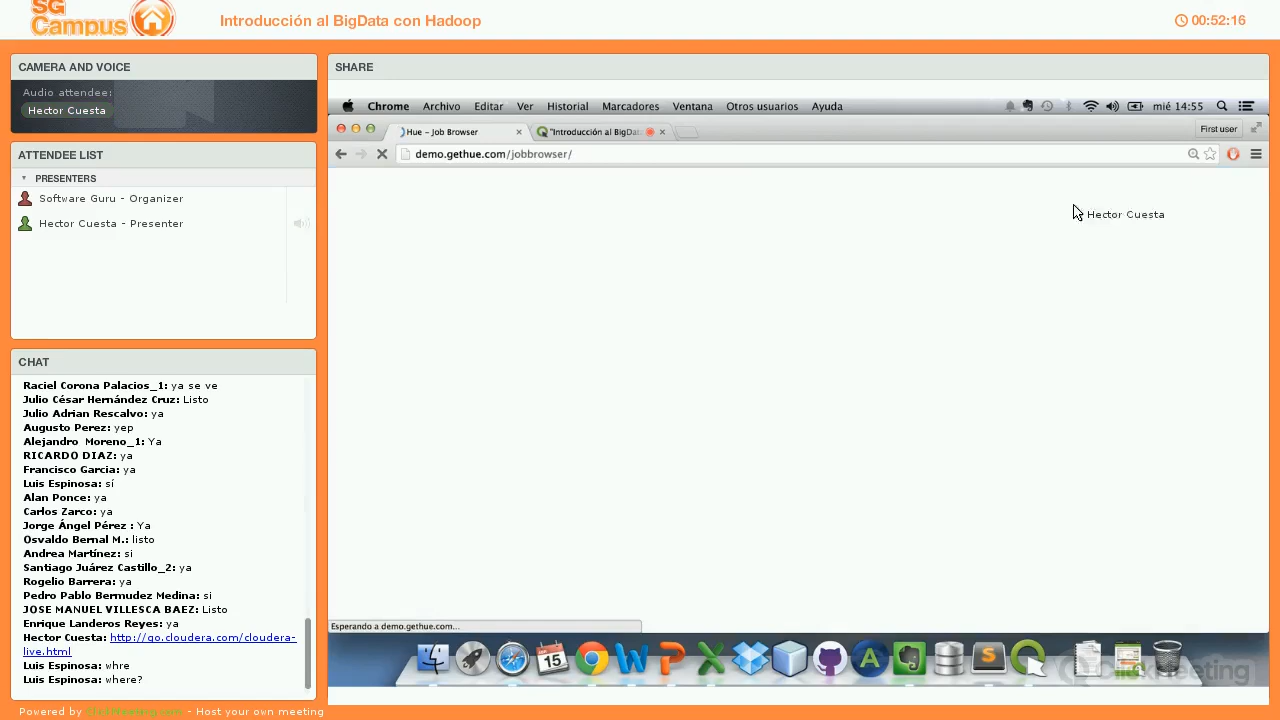 SG
Campus
Introducción al BigData con Hadoop
00:52:16
CAMERA AND VOICE
Audio attendee:
Hector Cuesta
ATTENDEE LIST
PRESENTERS
Software Guru - Organizer
Hector Cuesta - Presenter
CHAT
Raciel Corona Palacios_1: ya se ve
Julio César Hernández Cruz: Listo
Julio Adrian Rescalvo: ya
Augusto Perez: yep
Alejandro Moreno_1: Ya
RICARDO DIAZ: ya
Francisco Garcia: ya
Luis Espinosa: sí
Alan Ponce: ya
Carlos Zarco: ya
Jorge Ángel Pérez : Ya
Osvaldo Bernal M.: listo
Andrea Martínez: si
Santiago Juárez Castillo_2: ya
Rogelio Barrera: ya
Pedro Pablo Bermudez Medina: si
JOSE MANUEL VILLESCA BAEZ: Listo
Enrique Landeros Reyes: ya
Hector Cuesta: http://go.cloudera.com/cloudera-
live.html
Luis Espinosa: whre
Luis Espinosa: where?
Powered by ClickMeeting.com - Host your own meeting
SHARE
Chrome Archivo Editar Ver Historial Marcadores Ventana Otros usuarios Ayuda
mié 14:55
Hue - Job Browser
"Introducción al BigData
First user
demo.gethue.com/jobbrowser/
Hector Cuesta
Esperando a demo.gethue.com...
15
ClickMeeting